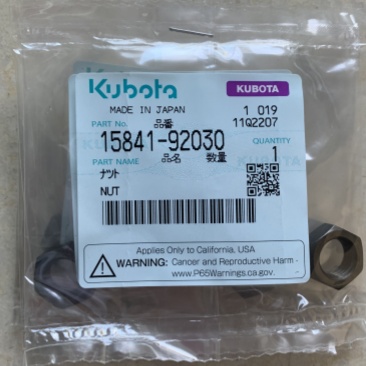 Kubota
KUBOTA
MADE IN JAPAN
1 019
PART No.
品番
11Q2207
15841-92030
QUANTITY
1
PART NAME
品名
数量
ナツト
NUT
Applies Only to California, USA
WARNING: Cancer and Reproductive Harm -
www.P65Warnings.ca.gov.